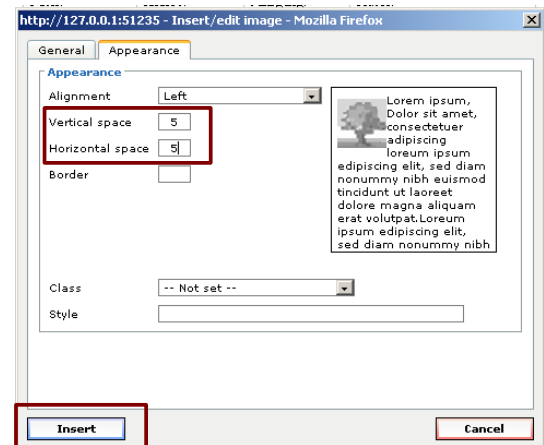 http://127.0.0.1:51235 - Insert/edit image - Mozilla Firefox
General Appearance
Appearance
Alignment Left
Vertical space 5
Horizontal space 5
Border
Lorem ipsum,
Dolor sit amet,
consectetuer
adipiscing
loreum ipsum
edipiscing elit, sed diam
nonummy nibh euismod
tincidunt ut laoreet
dolore magna aliquam
erat volutpat.Loreum
ipsum edipiscing elit,
sed diam nonummy nibh
Class -- Not set --
Style
Insert Cancel